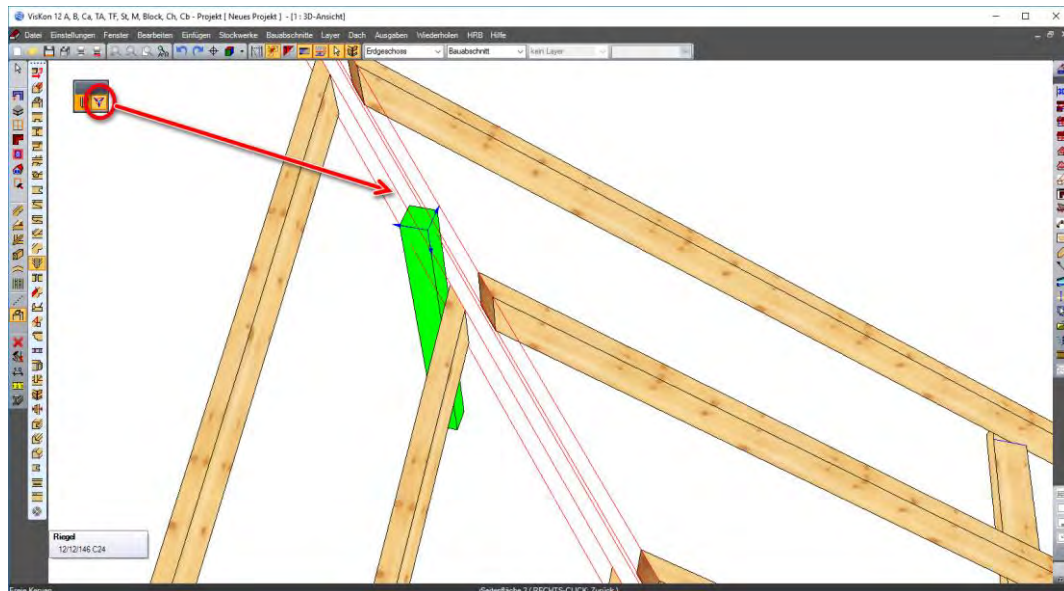 VisKon 12 A, B, Ca, TA, TF, St, M, Block, Ch, Cb - Projekt [ Neues Projekt ] - [1 : 3D-Ansicht]
Datei Einstellungen Fenster Bearbeiten Einfügen Stockwerke Bauabschnitte Layer Dach Ausgaben Wiederholen HRB Hilfe
Erdgeschoss Bauabschnitt kein Layer
Riegel
12/12/146 C24